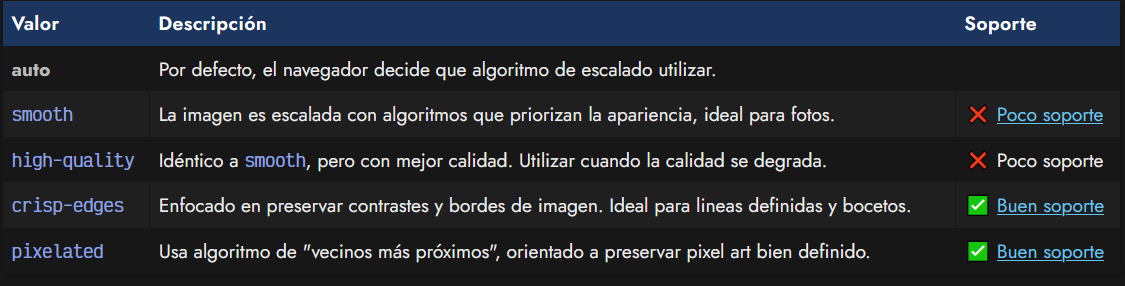 Valor Descripción Soporte
auto Por defecto, el navegador decide que algoritmo de escalado utilizar.
smooth La imagen es escalada con algoritmos que priorizan la apariencia, ideal para fotos. ❌ Poco soporte
high-quality Idéntico a smooth, pero con mejor calidad. Utilizar cuando la calidad se degrada. ❌ Poco soporte
crisp-edges Enfocado en preservar contrastes y bordes de imagen. Ideal para lineas definidas y bocetos. ✅ Buen soporte
pixelated Usa algoritmo de "vecinos más próximos", orientado a preservar pixel art bien definido. ✅ Buen soporte